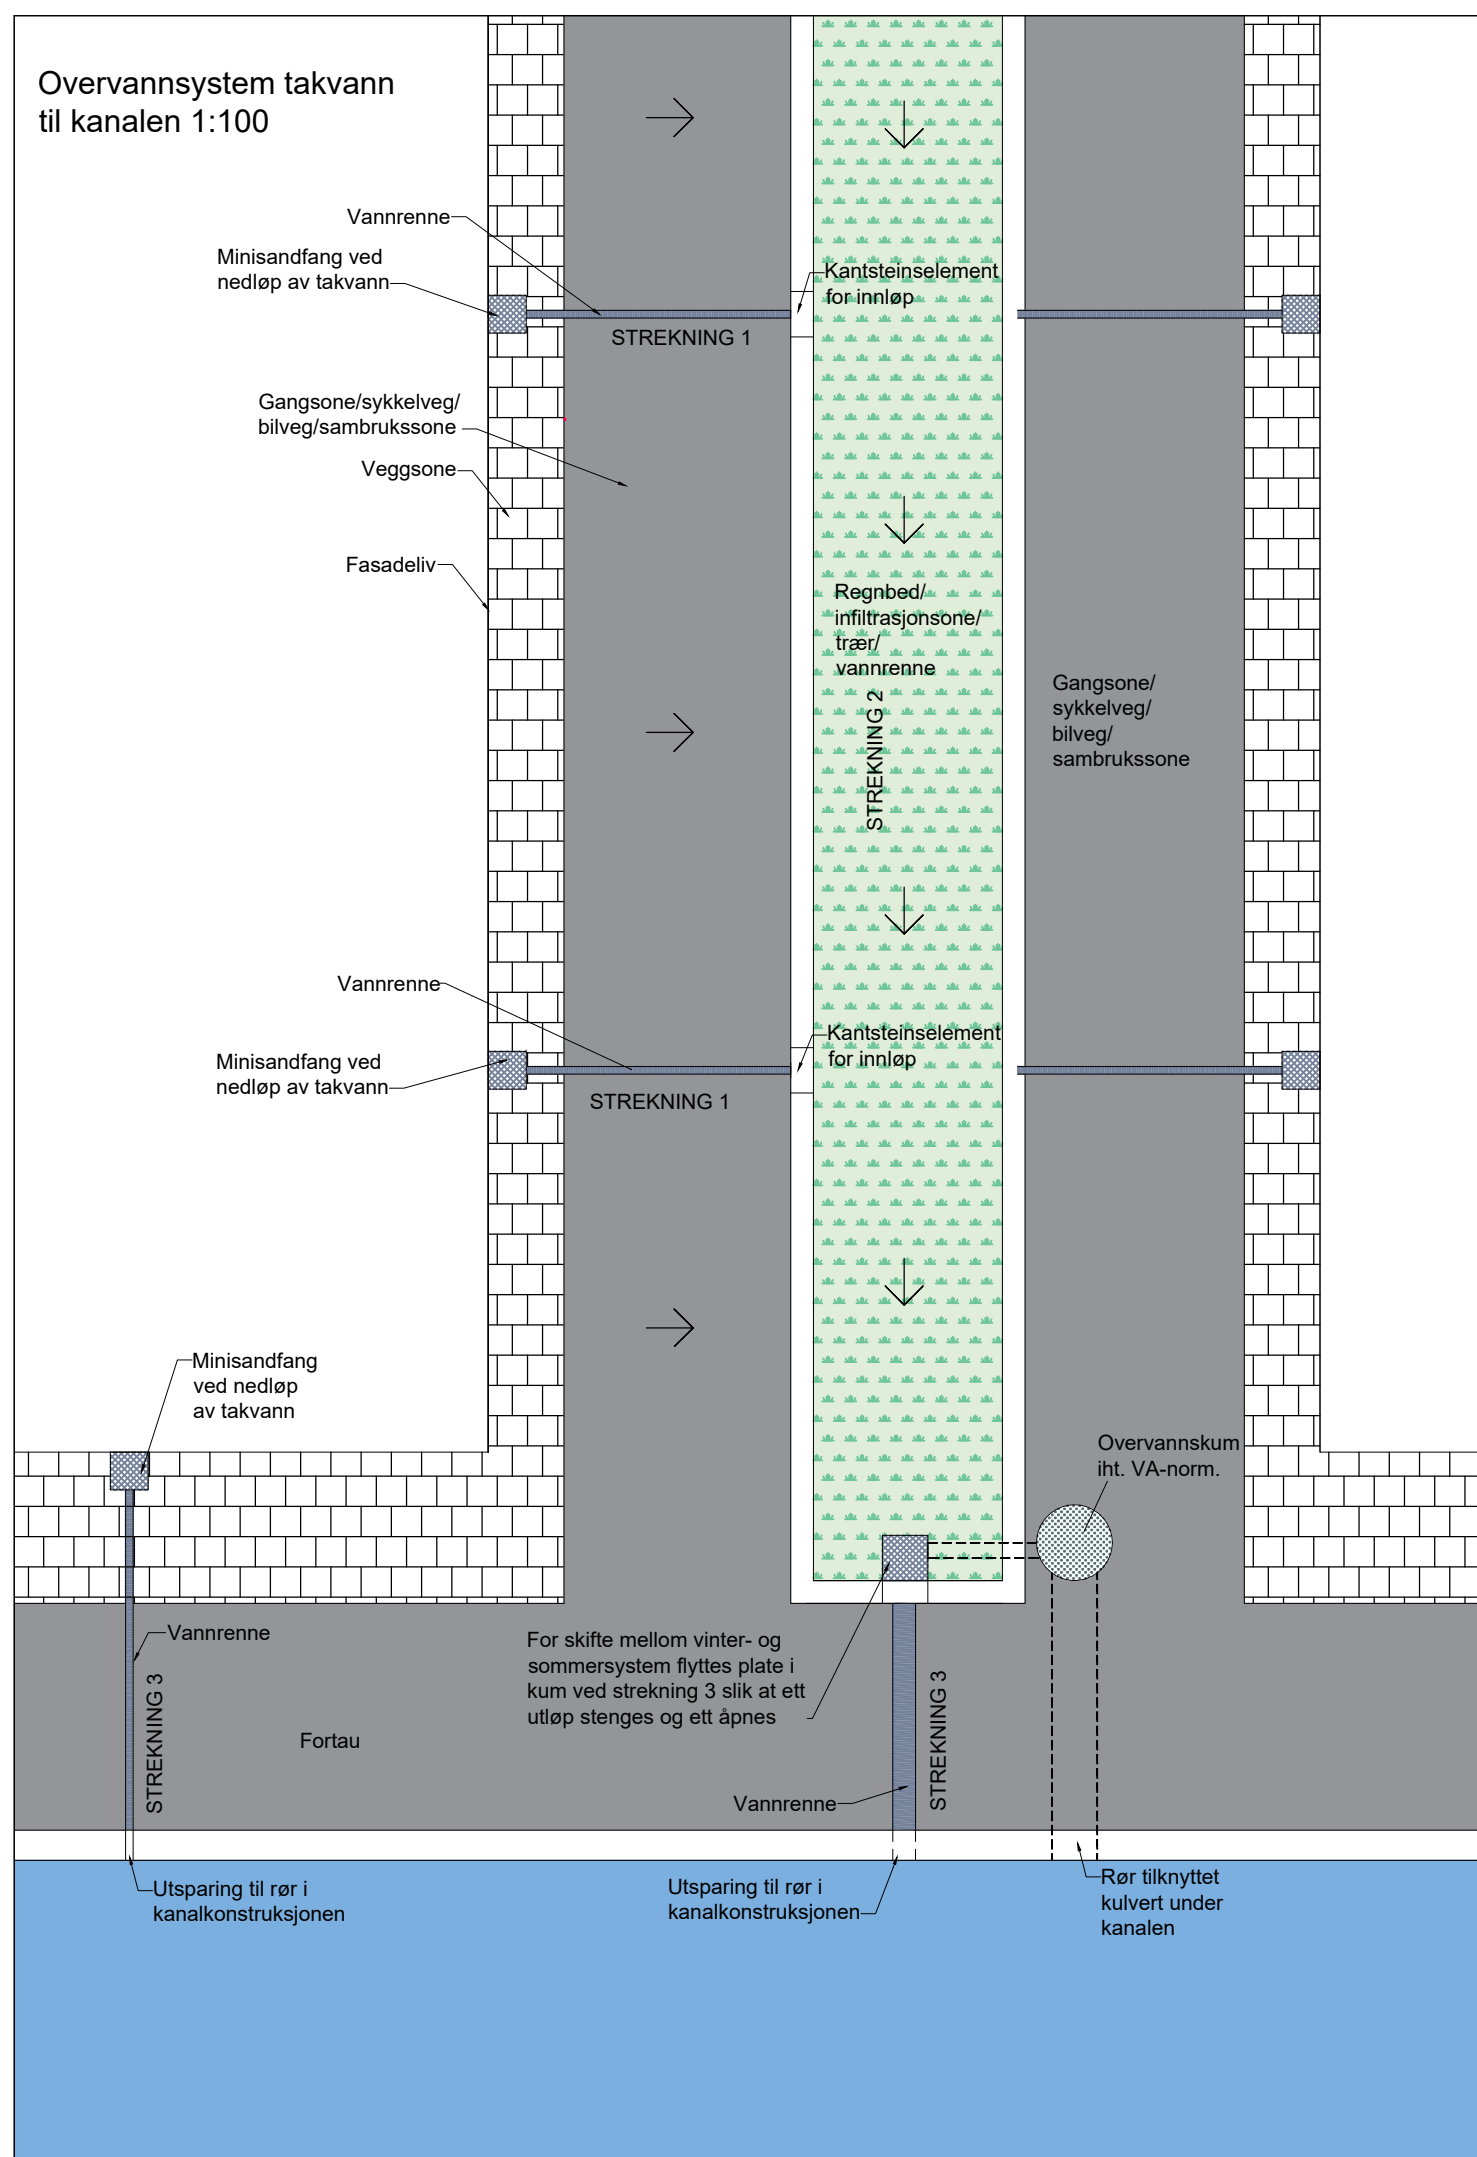 Overvannsystem takvann
til kanalen 1:100
Vannrenne
Minisandfang ved
nedløp av takvann
Kantsteinselement
for innløp
STREKNING 1
Gangsone/sykkelveg/
bilveg/sambrukssone
Veggsone
Fasadeliv
Regnbed/
infiltrasjonsone/
trær/
vannrenne
STREKNING 2
Gangsone/
sykkelveg/
bilveg/
sambrukssone
Vannrenne
Minisandfang ved
nedløp av takvann
Kantsteinselement
for innløp
STREKNING 1
Minisandfang
ved nedløp
av takvann
Overvannskum
iht. VA-norm.
Vannrenne
STREKNING 3
Fortau
For skifte mellom vinter- og
sommersystem flyttes plate i
kum ved strekning 3 slik at ett
utløp stenges og ett åpnes
Vannrenne
STREKNING 3
Utsparing til rør i
kanalkonstruksjonen
Utsparing til rør i
kanalkonstruksjonen
Rør tilknyttet
kulvert under
kanalen